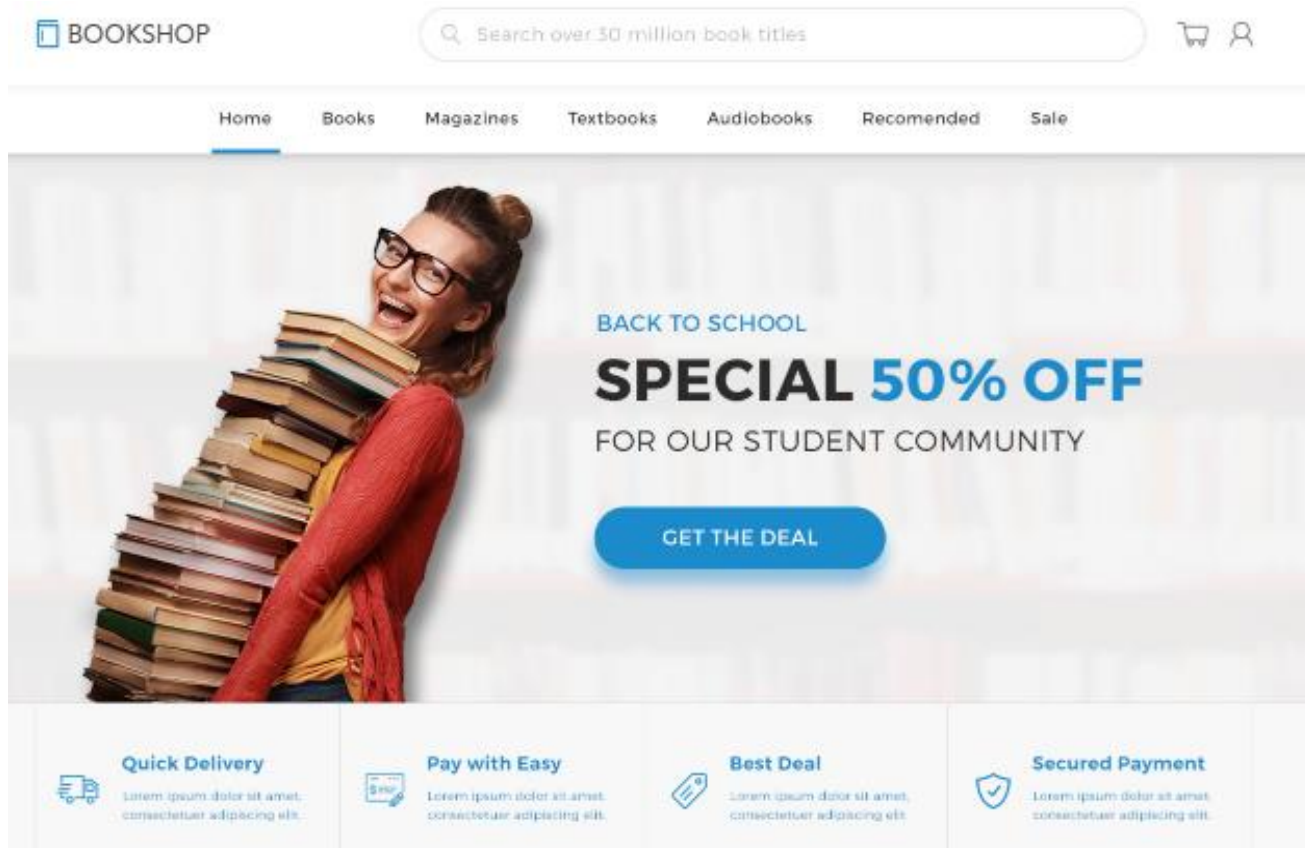 BOOKSHOP
Search over 30 million book titles
Home Books Magazines Textbooks Audiobooks Recomended Sale
BACK TO SCHOOL
SPECIAL 50% OFF
FOR OUR STUDENT COMMUNITY
GET THE DEAL
Quick Delivery
Lorem ipsum dolor sit amet,
consectetuer adipiscing elit.
Pay with Easy
Lorem ipsum dolor sit amet,
consectetuer adipiscing elit.
Best Deal
Lorem ipsum dolor sit amet,
consectetuer adipiscing elit.
Secured Payment
Lorem ipsum dolor sit amet,
consectetuer adipiscing elit.